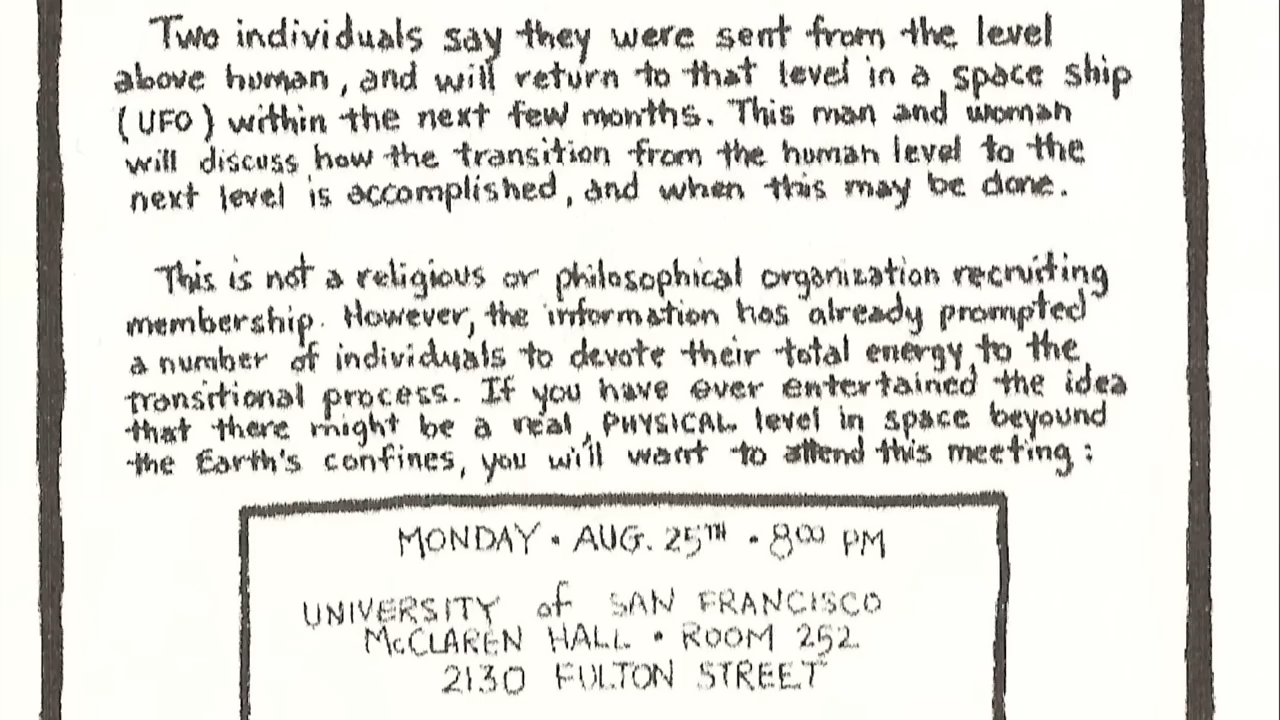 Two individuals say they were sent from the level
above human, and will return to that level in a space ship
(UFO) within the next few months. This man and woman
will discuss how the transition from the human level to the
next level is accomplished, and when this may be done.
This is not a religious or philosophical organization recruiting
membership. However, the information has already prompted
a number of individuals to devote their total energy to the
transitional process. If you have ever entertained the idea
that there might be a real, PHYSICAL level in space beyound
the Earth's confines, you will want to attend this meeting:
MONDAY • AUG. 25TH • 800 PM
UNIVERSITY of SAN FRANCISCO
McCLAREN HALL • ROOM 252
2130 FULTON STREET